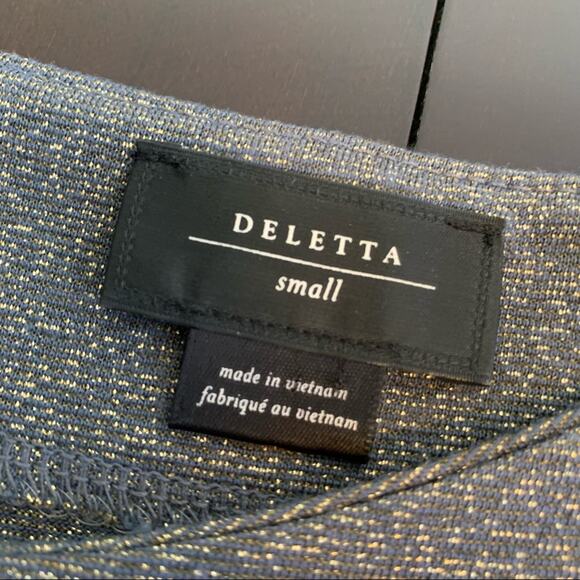 DELETTA
small
made in vietnam
fabriqué au vietnam